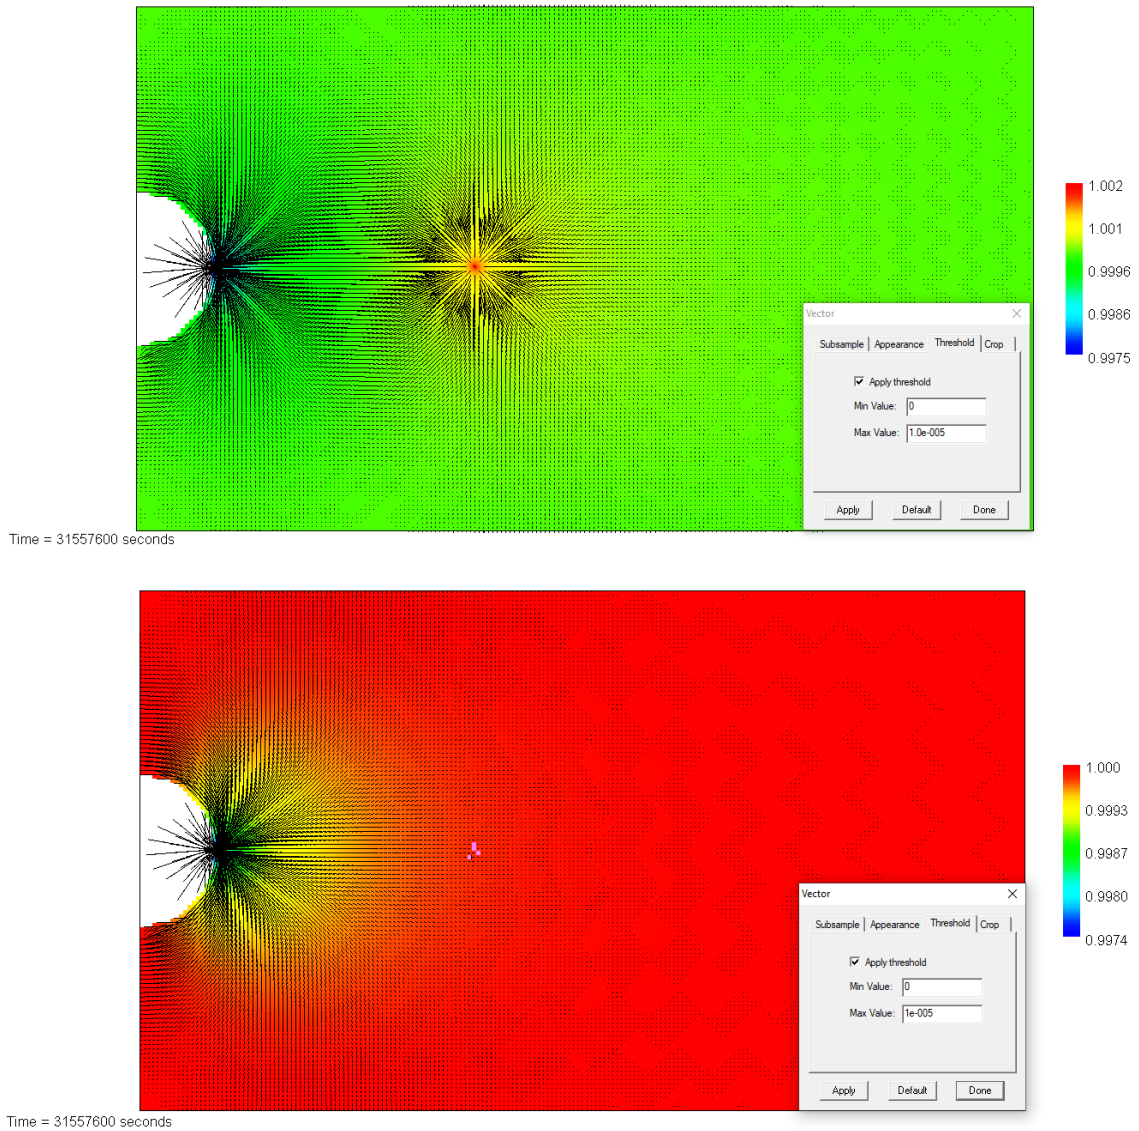 1.002
1.001
0.9996
0.9986
0.9975
Vector
Subsample Appearance Threshold Crop
Apply threshold
Min Value: 0
Max Value: 1.0e-005
Apply Default Done
Time = 31557600 seconds
1.000
0.9993
0.9987
0.9980
0.9974
Vector
Subsample Appearance Threshold Crop
Apply threshold
Min Value: 0
Max Value: 1e-005
Apply Default Done
Time = 31557600 seconds